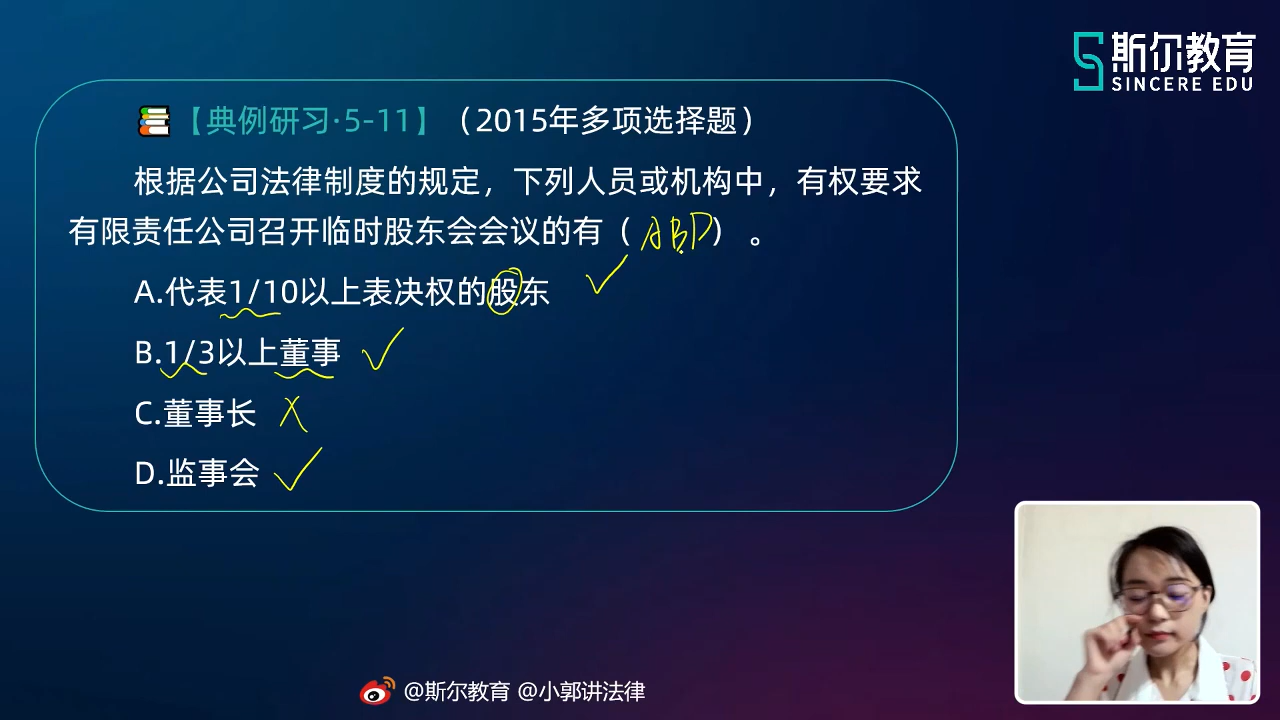 斯尔教育
SINCERE EDU
【典例研习·5-11】（2015年多项选择题）
根据公司法律制度的规定，下列人员或机构中，有权要求
有限责任公司召开临时股东会会议的有（ABD）。
A.代表1/10以上表决权的股东
B.1/3以上董事
C.董事长
D.监事会
@斯尔教育 @小郭讲法律